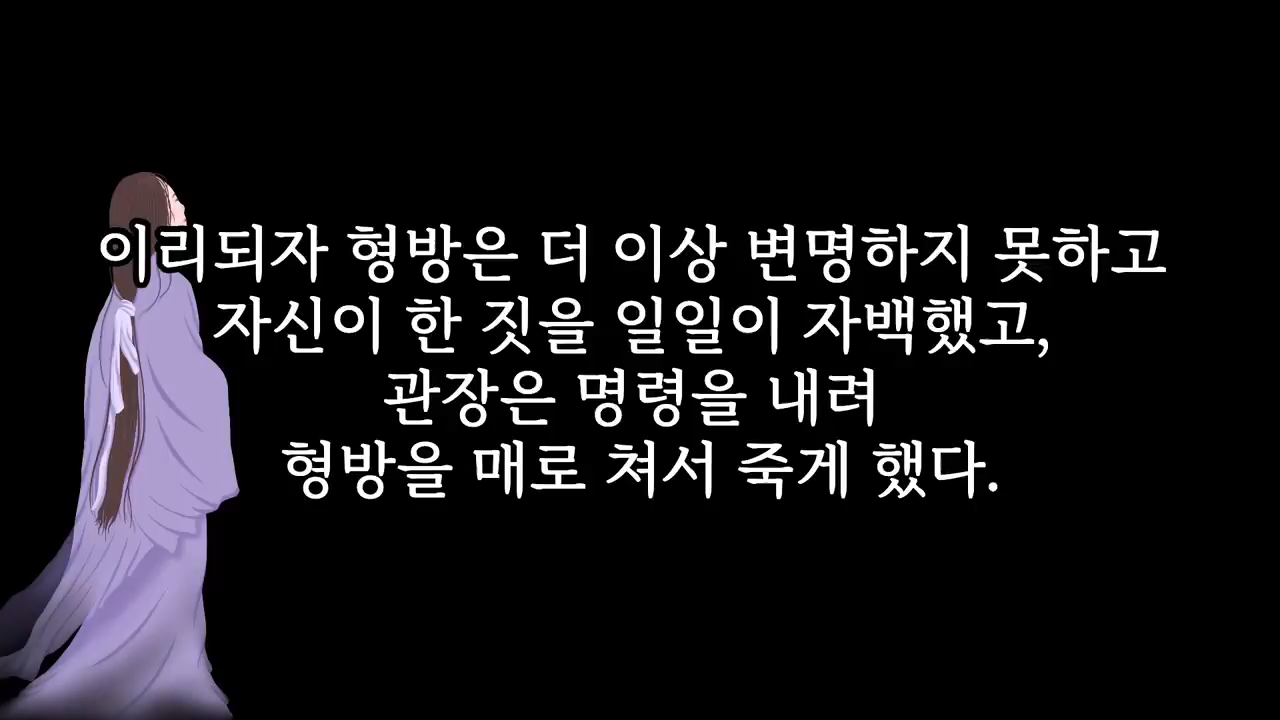 이리되자 형방은 더 이상 변명하지 못하고
자신이 한 짓을 일일이 자백했고,
관장은 명령을 내려
형방을 매로 쳐서 죽게 했다.